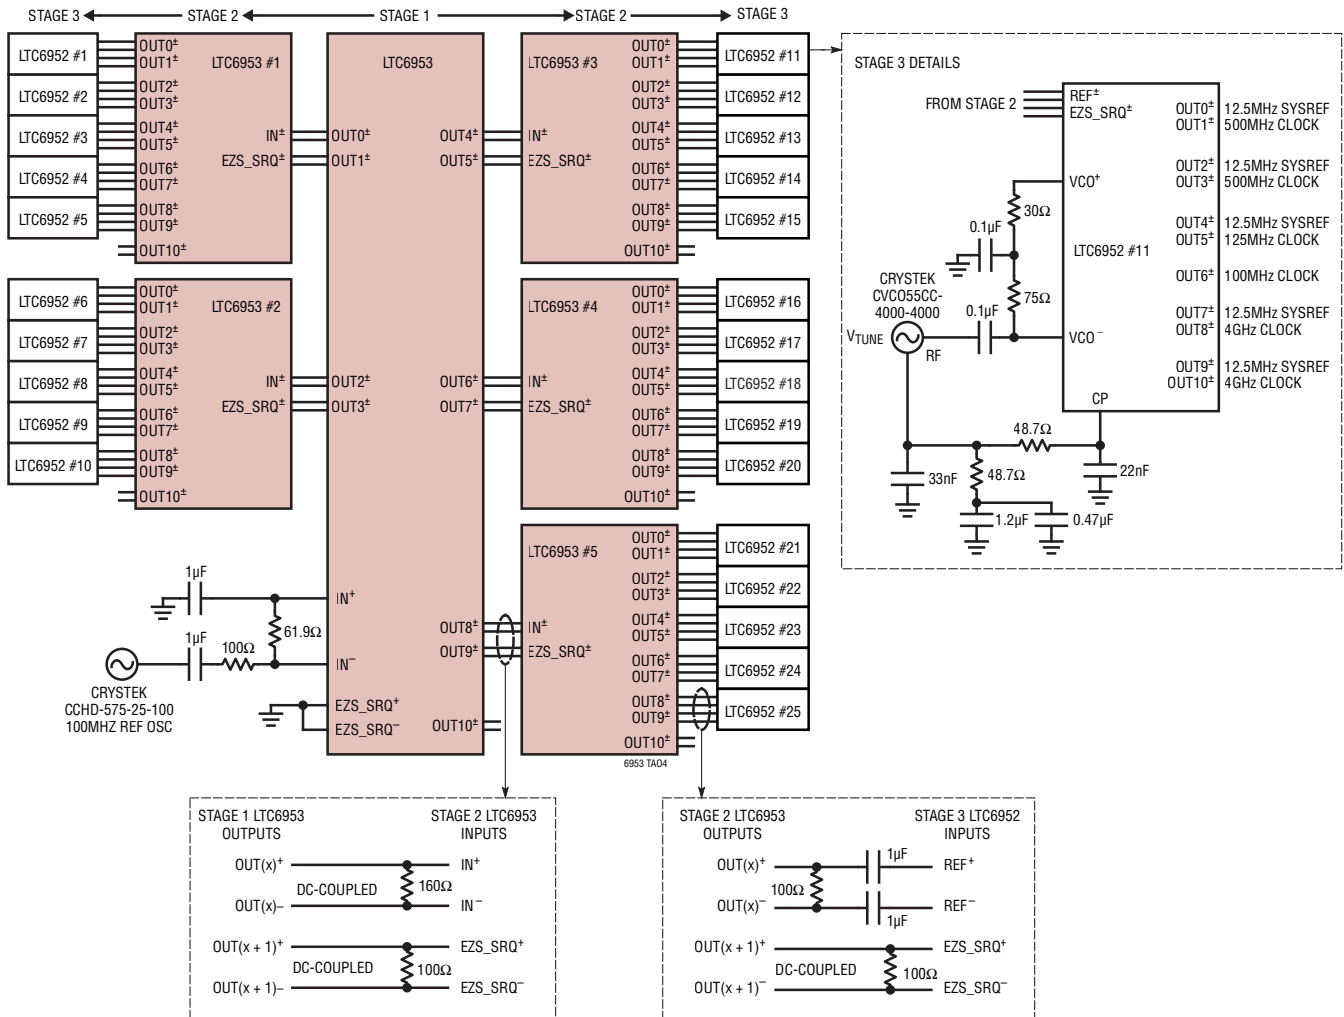 STAGE 3 STAGE 2 STAGE 1 STAGE 2 STAGE 3
LTC6952 #1
LTC6952 #2
LTC6952 #3
LTC6952 #4
LTC6952 #5
OUT0±
OUT1±
LTC6953 #1
OUT2±
OUT3±
OUT4±
OUT5±
IN±
EZS_SRQ±
OUT6±
OUT7±
OUT8±
OUT9±
OUT10±
LTC6952 #6
LTC6952 #7
LTC6952 #8
LTC6952 #9
LTC6952 #10
OUT0±
OUT1±
LTC6953 #2
OUT2±
OUT3±
OUT4±
OUT5±
IN±
EZS_SRQ±
OUT6±
OUT7±
OUT8±
OUT9±
OUT10±
LTC6953
OUT0±
OUT1±
OUT4±
OUT5±
OUT2±
OUT3±
OUT6±
OUT7±
IN+
OUT8±
OUT9±
IN−
EZS_SRQ+
EZS_SRQ−
OUT10±
1µF
61.9Ω
1µF
100Ω
CRYSTEK
CCHD-575-25-100
100MHZ REF OSC
LTC6953 #3
OUT0±
OUT1±
OUT2±
OUT3±
IN±
EZS_SRQ±
OUT4±
OUT5±
OUT6±
OUT7±
OUT8±
OUT9±
OUT10±
LTC6952 #11
LTC6952 #12
LTC6952 #13
LTC6952 #14
LTC6952 #15
LTC6953 #4
OUT0±
OUT1±
OUT2±
OUT3±
IN±
EZS_SRQ±
OUT4±
OUT5±
OUT6±
OUT7±
OUT8±
OUT9±
OUT10±
LTC6952 #16
LTC6952 #17
LTC6952 #18
LTC6952 #19
LTC6952 #20
LTC6953 #5
OUT0±
OUT1±
OUT2±
OUT3±
IN±
EZS_SRQ±
OUT4±
OUT5±
OUT6±
OUT7±
OUT8±
OUT9±
OUT10±
LTC6952 #21
LTC6952 #22
LTC6952 #23
LTC6952 #24
LTC6952 #25
6953 TA04
STAGE 3 DETAILS
FROM STAGE 2
REF±
EZS_SRQ±
OUT0± 12.5MHz SYSREF
OUT1± 500MHz CLOCK
OUT2± 12.5MHz SYSREF
OUT3± 500MHz CLOCK
OUT4± 12.5MHz SYSREF
OUT5± 125MHz CLOCK
OUT6± 100MHz CLOCK
OUT7± 12.5MHz SYSREF
OUT8± 4GHz CLOCK
OUT9± 12.5MHz SYSREF
OUT10± 4GHz CLOCK
VCO+
30Ω
0.1µF
LTC6952 #11
CRYSTEK
CVCO55CC-
4000-4000
75Ω
0.1µF
VTUNE
RF
VCO−
CP
48.7Ω
33nF
48.7Ω
22nF
1.2µF
0.47µF
STAGE 1 LTC6953
OUTPUTS
STAGE 2 LTC6953
INPUTS
OUT(x)+
IN+
DC-COUPLED
160Ω
OUT(x)–
IN−
OUT(x + 1)+
EZS_SRQ+
DC-COUPLED
100Ω
OUT(x + 1)–
EZS_SRQ−
STAGE 2 LTC6953
OUTPUTS
STAGE 3 LTC6952
INPUTS
1µF
OUT(x)+
REF+
100Ω
OUT(x)−
REF−
1µF
OUT(x + 1)+
EZS_SRQ+
DC-COUPLED
100Ω
OUT(x + 1)−
EZS_SRQ−